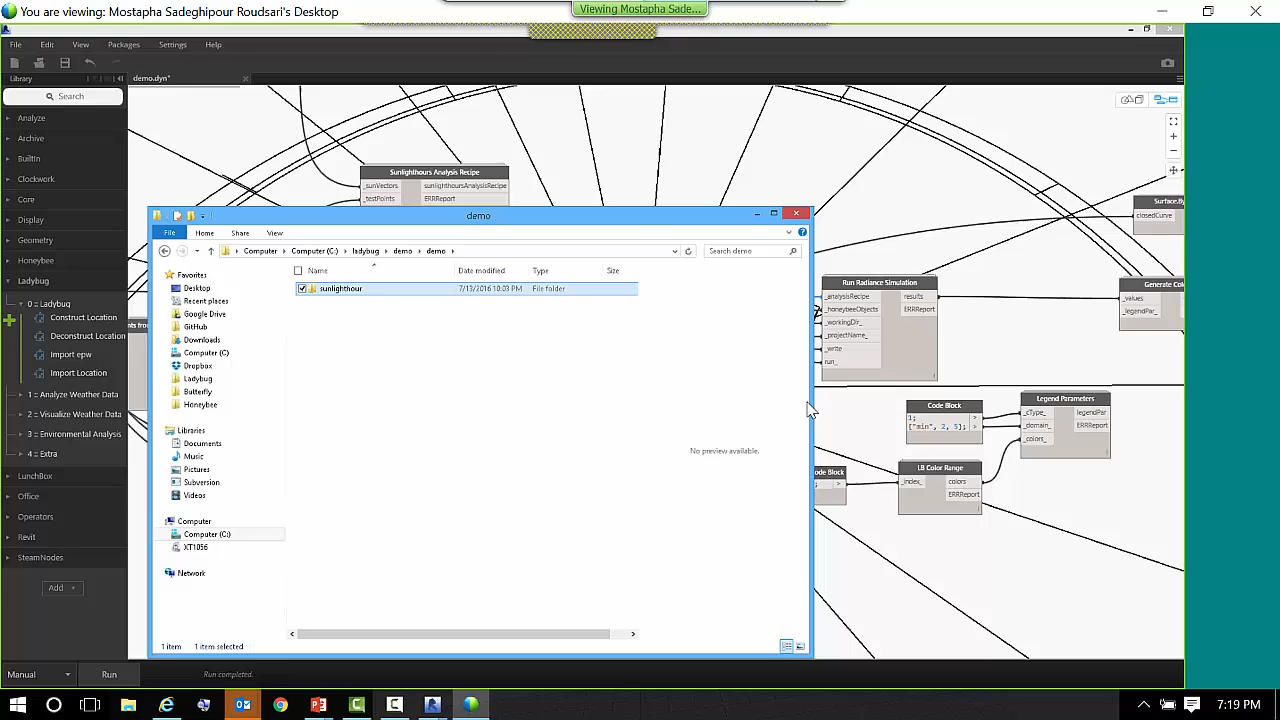 You are viewing: Mostapha Sadeghipour Roudsari's Desktop
Viewing Mostapha Sade...
File Edit View Packages Settings Help
Library
demo.dyn*
Search
Analyze
Archive
BuiltIn
Clockwork
Core
Display
Geometry
Honeybee
Ladybug
0 :: Ladybug
Construct Location
Deconstruct Location
Import epw
Import Location
1 :: Analyze Weather Data
2 :: Visualize Weather Data
3 :: Environmental Analysis
4 :: Extra
LunchBox
Office
Operators
Revit
SteamNodes
Add
Manual
Run
Run completed.
Sunlighthours Analysis Recipe
_sunVectors sunlighthoursAnalysisRecipe
_testPoints ERRReport
demo
File Home Share View
Computer Computer (C:) ladybug demo demo
Search demo
Name Date modified Type Size
sunlighthour 7/13/2016 10:03 PM File folder
Favorites
Desktop
Recent places
Google Drive
GitHub
Downloads
Computer (C)
Dropbox
Ladybug
Butterfly
Honeybee
Libraries
Documents
Music
Pictures
Subversion
Videos
Computer
Computer (C:)
XT1056
Network
No preview available.
1 item 1 item selected
Surface.By
closedCurve
Run Radiance Simulation
_analysisRecipe results
_honeybeeObjects ERRReport
_workingDir_
_projectName_
_write
run_
Generate Col
_values
_legendPar_
Code Block
1;
["min", 2, 5];
Legend Parameters
_cType_ legendPar
_domain_ ERRReport
_colors_
ode Block
LB Color Range
_index_ colors
ERRReport
7:19 PM